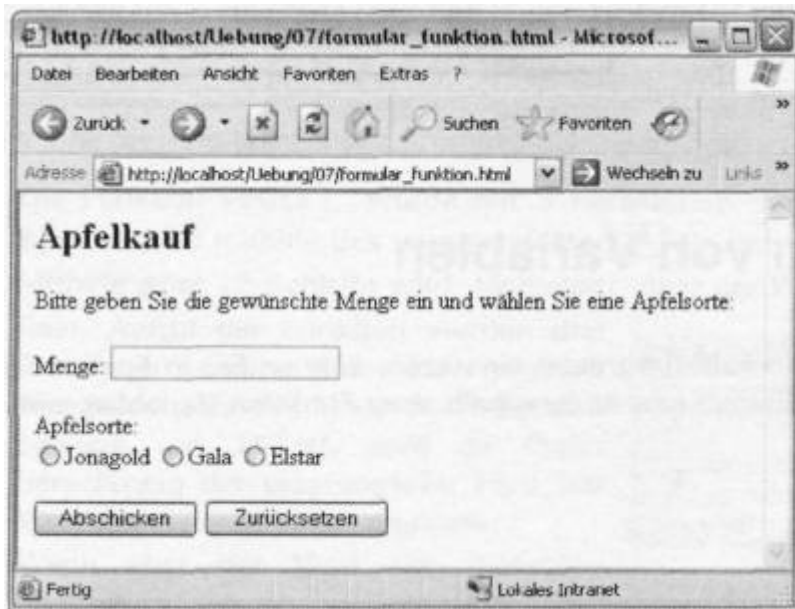 http://localhost/Uebung/07/formular_funktion.html - Microsof...
Datei Bearbeiten Ansicht Favoriten Extras ?
Zurück Suchen Favoriten »
Adresse http://localhost/Uebung/07/formular_funktion.html Wechseln zu Links »
Apfelkauf
Bitte geben Sie die gewünschte Menge ein und wählen Sie eine Apfelsorte:
Menge:
Apfelsorte:
Jonagold Gala Elstar
Abschicken Zurücksetzen
Fertig Lokales Intranet